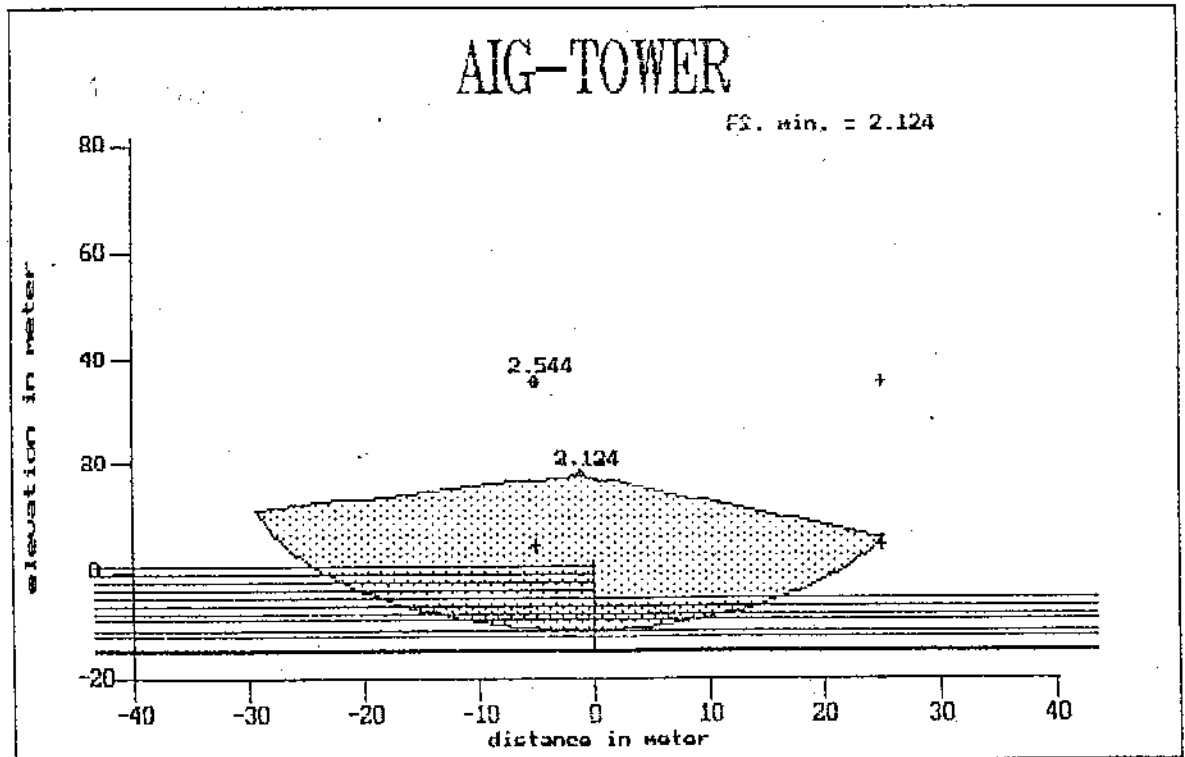 AIG-TOWER
FS. min. = 2.124
80
60
40
20
0
-20
elevation in meter
2.544
2.124
-40 -30 -20 -10 0 10 20 30 40
distance in meter